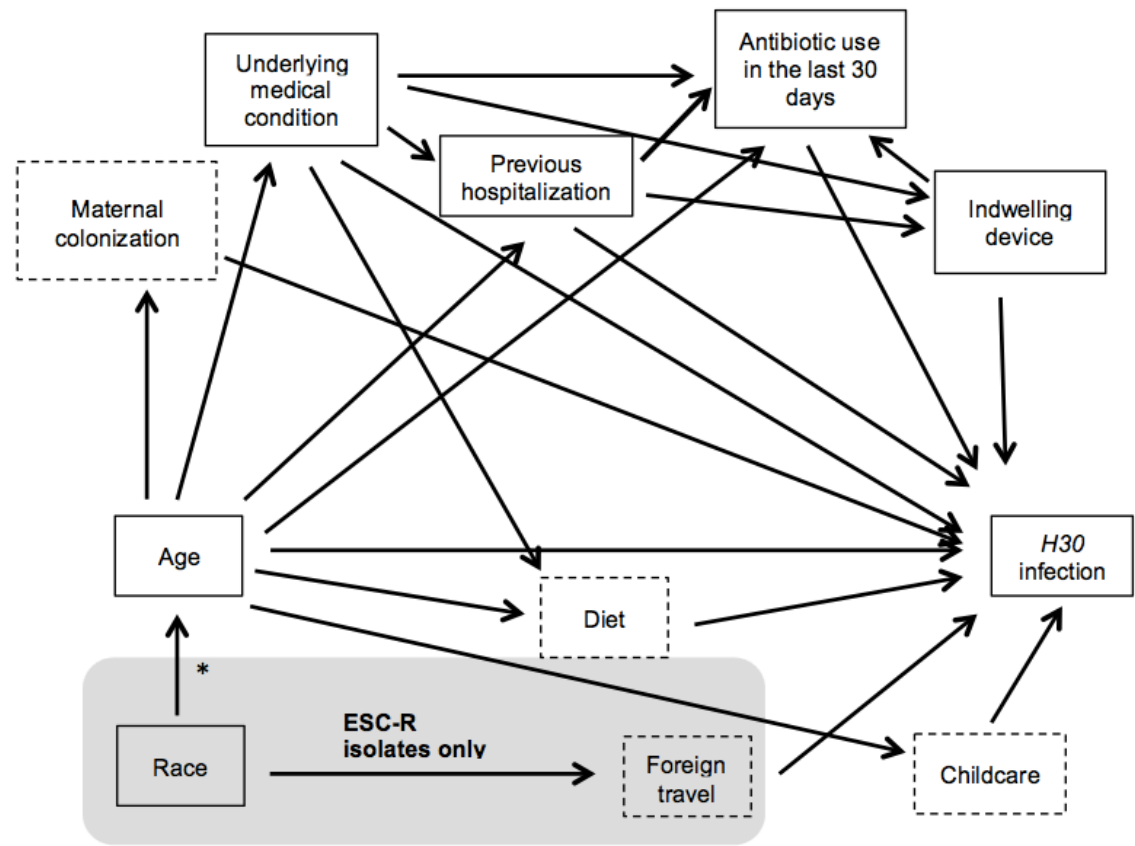 Underlying
medical
condition
Antibiotic use
in the last 30
days
Previous
hospitalization
Maternal
colonization
Indwelling
device
Age
H30
infection
Diet
*
Race
ESC-R
isolates only
Foreign
travel
Childcare